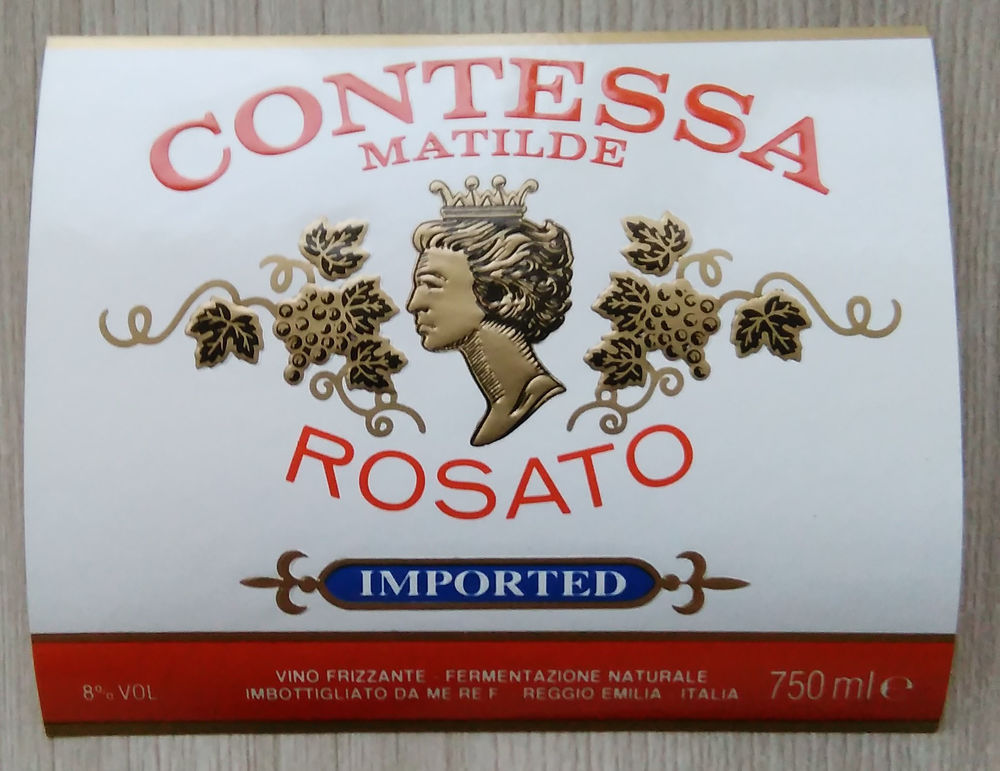 CONTESSA
MATILDE
ROSATO
IMPORTED
VINO FRIZZANTE - FERMENTAZIONE NATURALE
8% VOL
IMBOTTIGLIATO DA ME RE F REGGIO EMILIA ITALIA
750 ml e